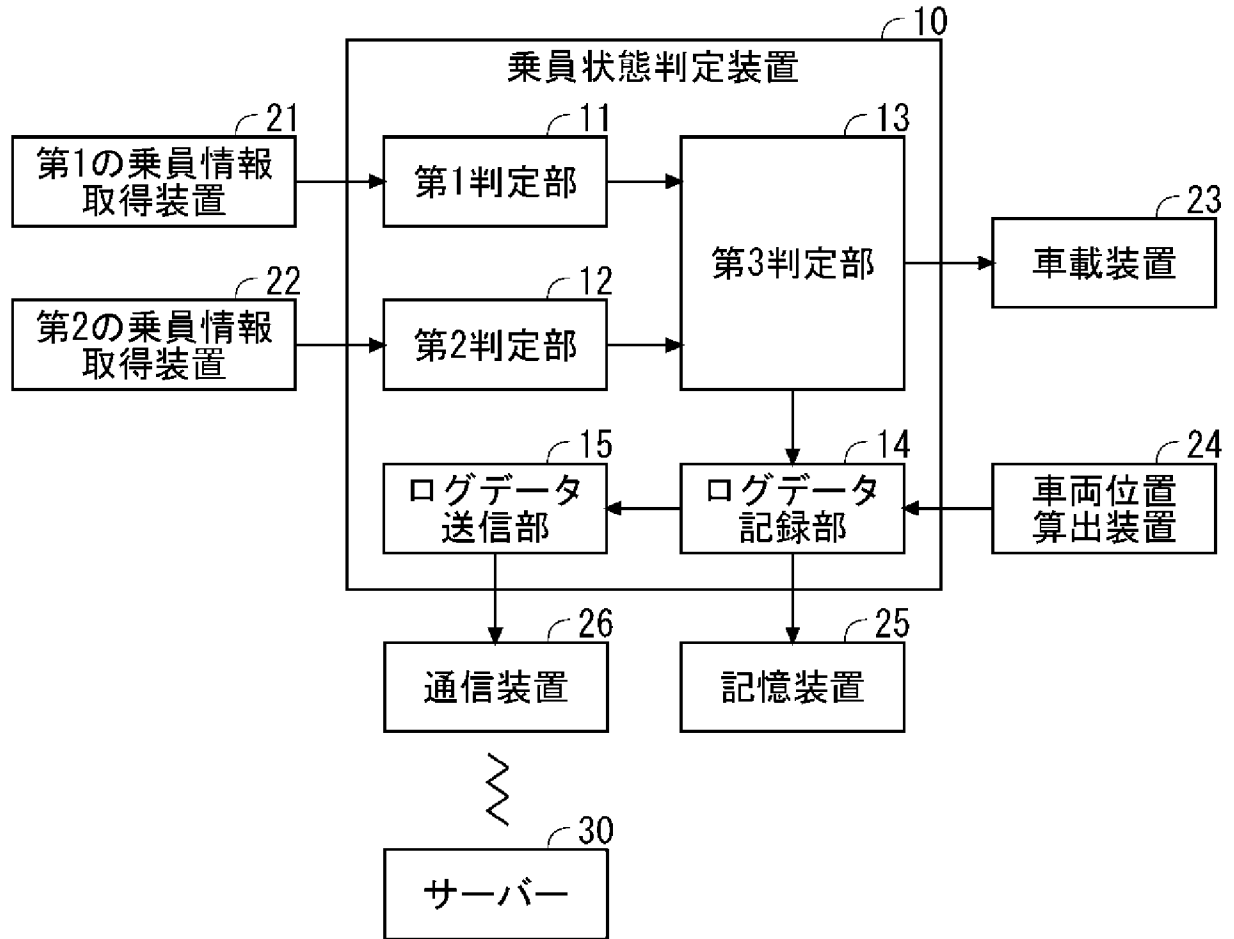 10
乗員状態判定装置
21
第1の乗員情報
取得装置
11
第1判定部
13
第3判定部
23
車載装置
22
第2の乗員情報
取得装置
12
第2判定部
15
ログデータ
送信部
14
ログデータ
記録部
24
車両位置
算出装置
26
通信装置
25
記憶装置
30
サーバー